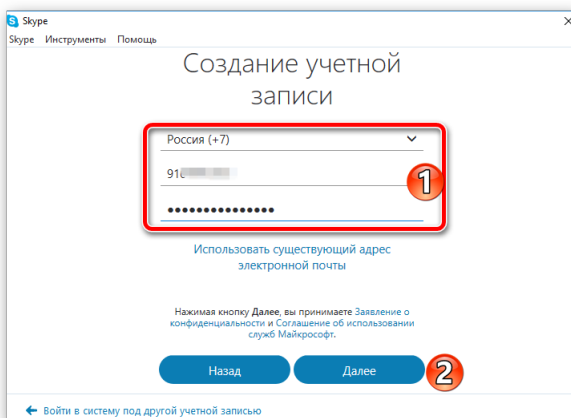 Skype
Skype Инструменты Помощь
Создание учетной
записи
Россия (+7)
1
•••••••••••••••
Использовать существующий адрес
электронной почты
Нажимая кнопку Далее, вы принимаете Заявление о
конфиденциальности и Соглашение об использовании
служб Майкрософт.
Назад Далее 2
Войти в систему под другой учетной записью